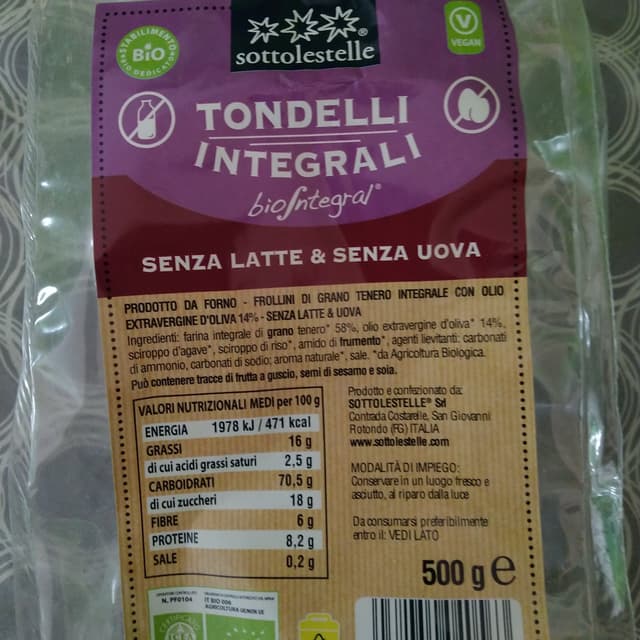 STABILIMENTO
BIO
DEDICATO
sottolestelle®
VEGAN
TONDELLI
INTEGRALI
bioIntegral®
SENZA LATTE & SENZA UOVA
PRODOTTO DA FORNO - FROLLINI DI GRANO TENERO INTEGRALE CON OLIO
EXTRAVERGINE D'OLIVA 14% - SENZA LATTE & UOVA
Ingredienti: farina integrale di grano tenero* 58%, olio extravergine d'oliva* 14%,
sciroppo d'agave*, sciroppo di riso*, amido di frumento*, agenti lievitanti: carbonati
di ammonio, carbonati di sodio; aroma naturale*, sale. *da Agricoltura Biologica.
Può contenere tracce di frutta a guscio, semi di sesamo e soia.
VALORI NUTRIZIONALI MEDI per 100 g
ENERGIA 1978 kJ / 471 kcal
GRASSI 16 g
di cui acidi grassi saturi 2,5 g
CARBOIDRATI 70,5 g
di cui zuccheri 18 g
FIBRE 6 g
PROTEINE 8,2 g
SALE 0,2 g
Prodotto e confezionato da:
SOTTOLESTELLE® Srl
Contrada Costarelle, San Giovanni
Rotondo (FG) ITALIA
www.sottolestelle.com
MODALITÀ DI IMPIEGO:
Conservare in un luogo fresco e
asciutto, al riparo dalla luce
Da consumarsi preferibilmente
entro il: VEDI LATO
500 g e
OPERATORE CONTROLLATO
N. PF0104
IT BIO 006
AGRICOLTURA UE/NON UE